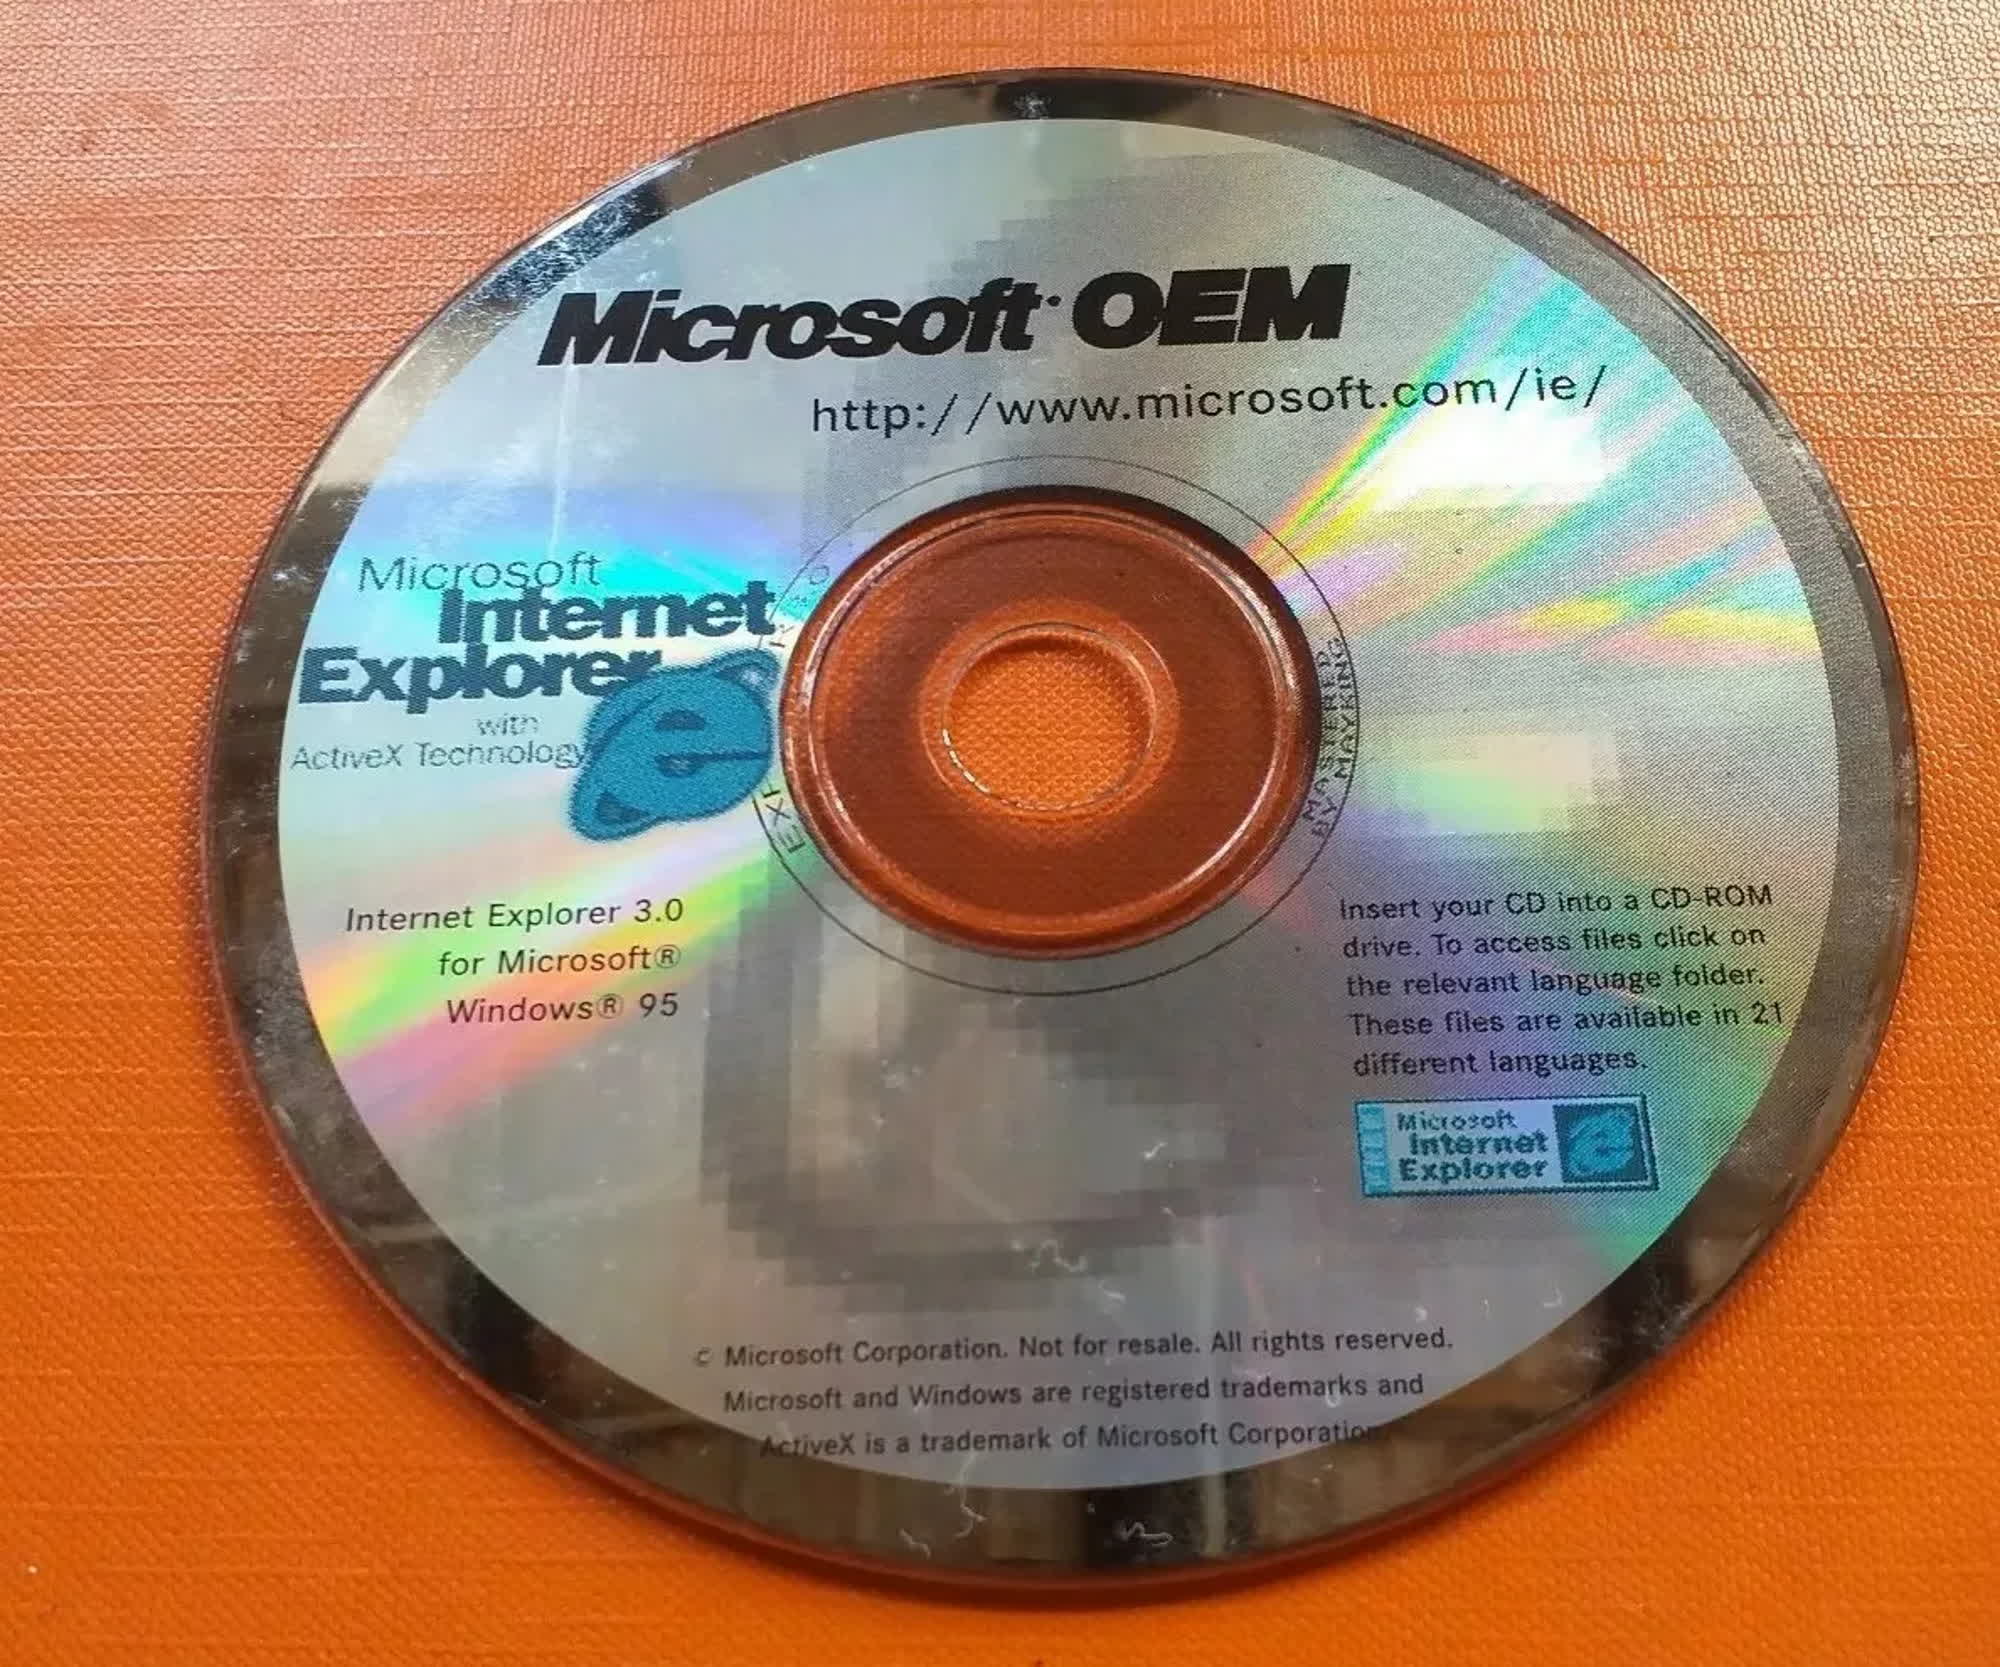 Microsoft OEM
http://www.microsoft.com/ie/
Microsoft
Internet
Explorer
with
ActiveX Technology
MASTERED
BY MAYKING
Internet Explorer 3.0
for Microsoft®
Windows® 95
Insert your CD into a CD-ROM
drive. To access files click on
the relevant language folder.
These files are available in 21
different languages.
Microsoft
Internet
Explorer
© Microsoft Corporation. Not for resale. All rights reserved.
Microsoft and Windows are registered trademarks and
ActiveX is a trademark of Microsoft Corporation.